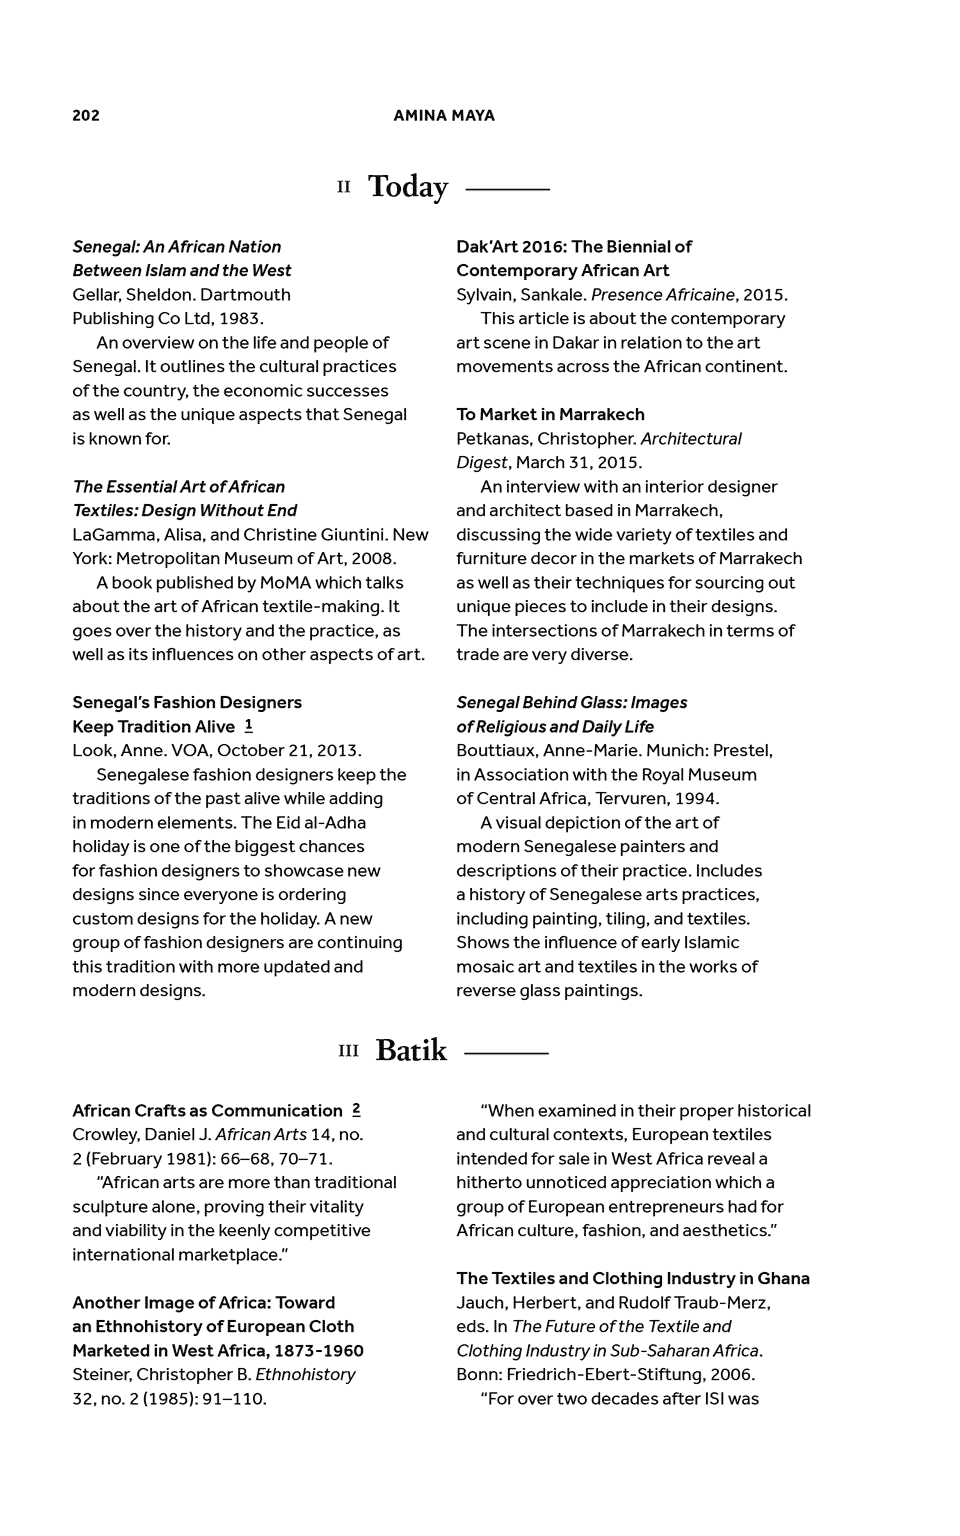 202
AMINA MAYA
II Today
Senegal: An African Nation
Between Islam and the West
Gellar, Sheldon. Dartmouth
Publishing Co Ltd, 1983.
An overview on the life and people of
Senegal. It outlines the cultural practices
of the country, the economic successes
as well as the unique aspects that Senegal
is known for.
The Essential Art of African
Textiles: Design Without End
LaGamma, Alisa, and Christine Giuntini. New
York: Metropolitan Museum of Art, 2008.
A book published by MoMA which talks
about the art of African textile-making. It
goes over the history and the practice, as
well as its influences on other aspects of art.
Senegal’s Fashion Designers
Keep Tradition Alive 1
Look, Anne. VOA, October 21, 2013.
Senegalese fashion designers keep the
traditions of the past alive while adding
in modern elements. The Eid al-Adha
holiday is one of the biggest chances
for fashion designers to showcase new
designs since everyone is ordering
custom designs for the holiday. A new
group of fashion designers are continuing
this tradition with more updated and
modern designs.
Dak’Art 2016: The Biennial of
Contemporary African Art
Sylvain, Sankale. Presence Africaine, 2015.
This article is about the contemporary
art scene in Dakar in relation to the art
movements across the African continent.
To Market in Marrakech
Petkanas, Christopher. Architectural
Digest, March 31, 2015.
An interview with an interior designer
and architect based in Marrakech,
discussing the wide variety of textiles and
furniture decor in the markets of Marrakech
as well as their techniques for sourcing out
unique pieces to include in their designs.
The intersections of Marrakech in terms of
trade are very diverse.
Senegal Behind Glass: Images
of Religious and Daily Life
Bouttiaux, Anne-Marie. Munich: Prestel,
in Association with the Royal Museum
of Central Africa, Tervuren, 1994.
A visual depiction of the art of
modern Senegalese painters and
descriptions of their practice. Includes
a history of Senegalese arts practices,
including painting, tiling, and textiles.
Shows the influence of early Islamic
mosaic art and textiles in the works of
reverse glass paintings.
III Batik
African Crafts as Communication 2
Crowley, Daniel J. African Arts 14, no.
2 (February 1981): 66–68, 70–71.
“African arts are more than traditional
sculpture alone, proving their vitality
and viability in the keenly competitive
international marketplace.”
Another Image of Africa: Toward
an Ethnohistory of European Cloth
Marketed in West Africa, 1873-1960
Steiner, Christopher B. Ethnohistory
32, no. 2 (1985): 91–110.
“When examined in their proper historical
and cultural contexts, European textiles
intended for sale in West Africa reveal a
hitherto unnoticed appreciation which a
group of European entrepreneurs had for
African culture, fashion, and aesthetics.”
The Textiles and Clothing Industry in Ghana
Jauch, Herbert, and Rudolf Traub-Merz,
eds. In The Future of the Textile and
Clothing Industry in Sub-Saharan Africa.
Bonn: Friedrich-Ebert-Stiftung, 2006.
“For over two decades after ISI was